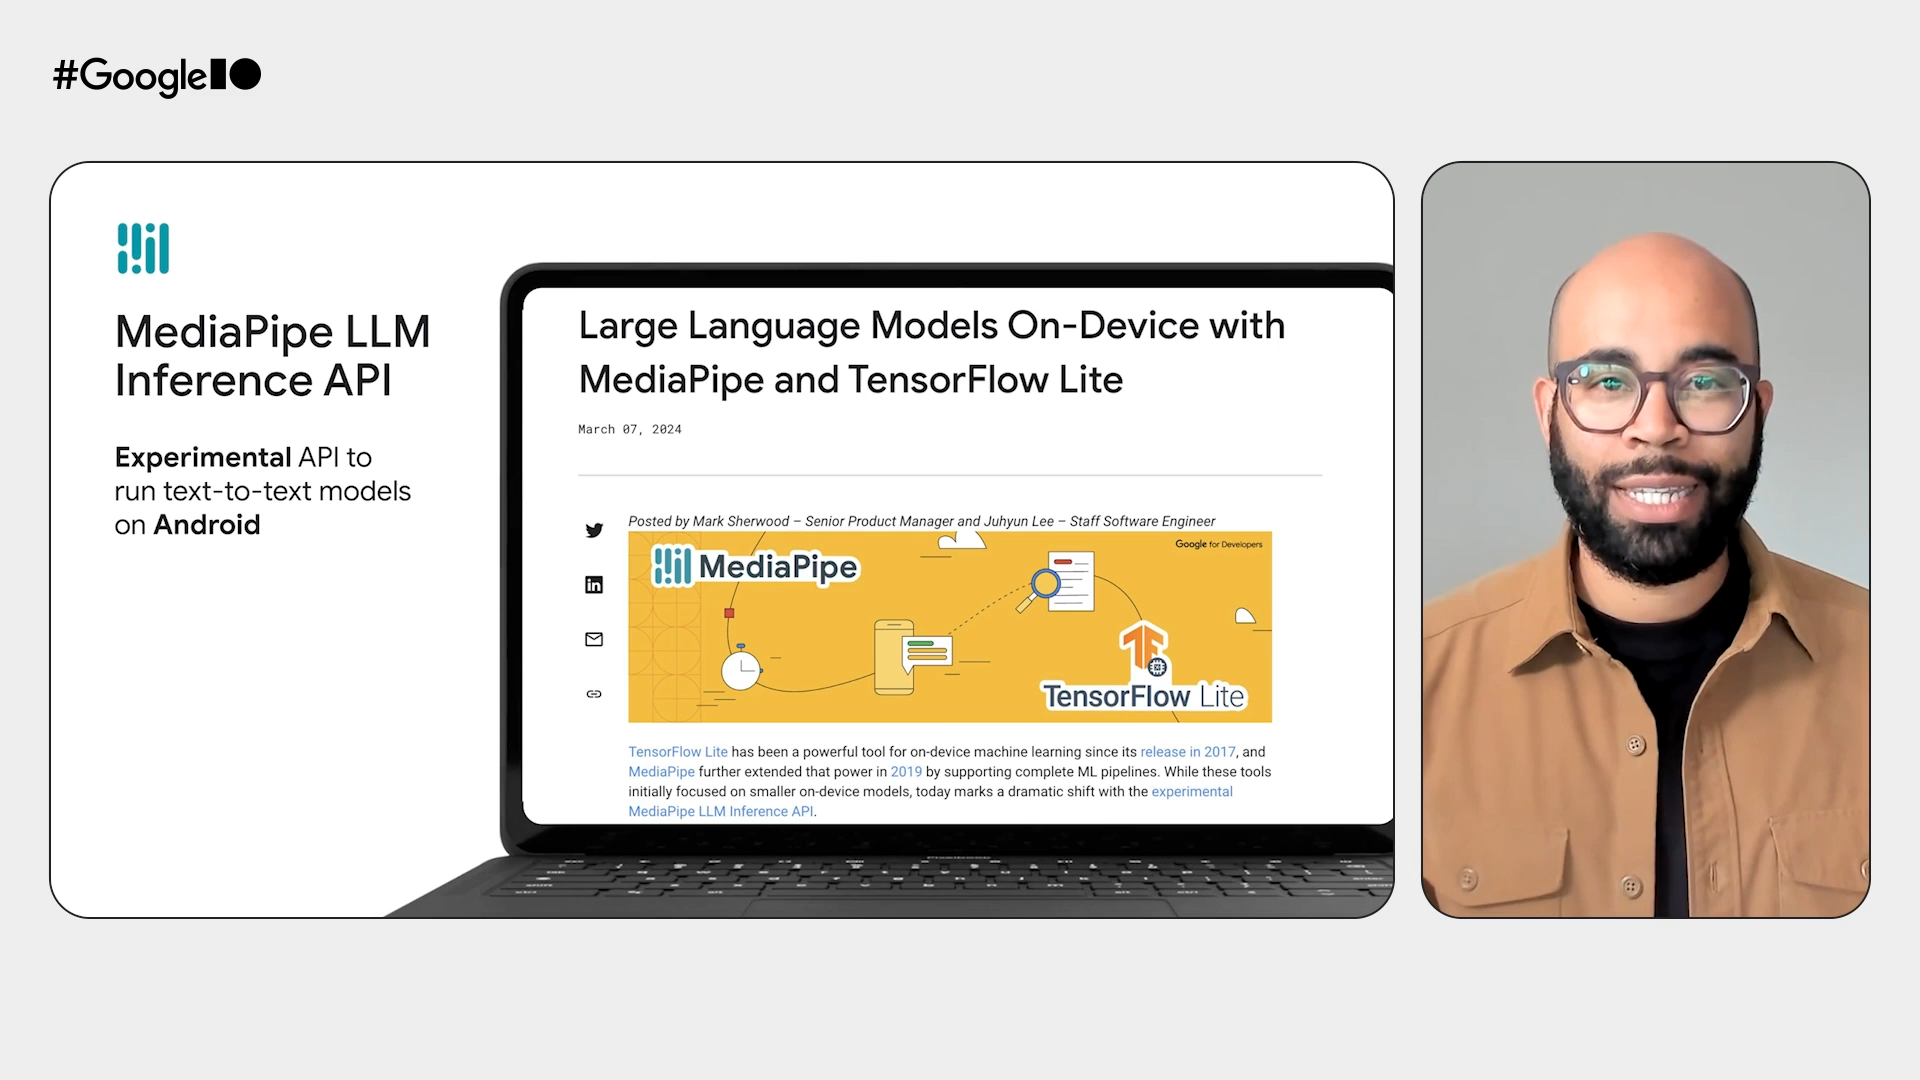 #GoogleIO
MediaPipe LLM
Inference API
Experimental API to
run text-to-text models
on Android
Large Language Models On-Device with
MediaPipe and TensorFlow Lite
March 07, 2024
Posted by Mark Sherwood – Senior Product Manager and Juhyun Lee – Staff Software Engineer
Google for Developers
MediaPipe
TensorFlow Lite
TensorFlow Lite has been a powerful tool for on-device machine learning since its release in 2017, and
MediaPipe further extended that power in 2019 by supporting complete ML pipelines. While these tools
initially focused on smaller on-device models, today marks a dramatic shift with the experimental
MediaPipe LLM Inference API.